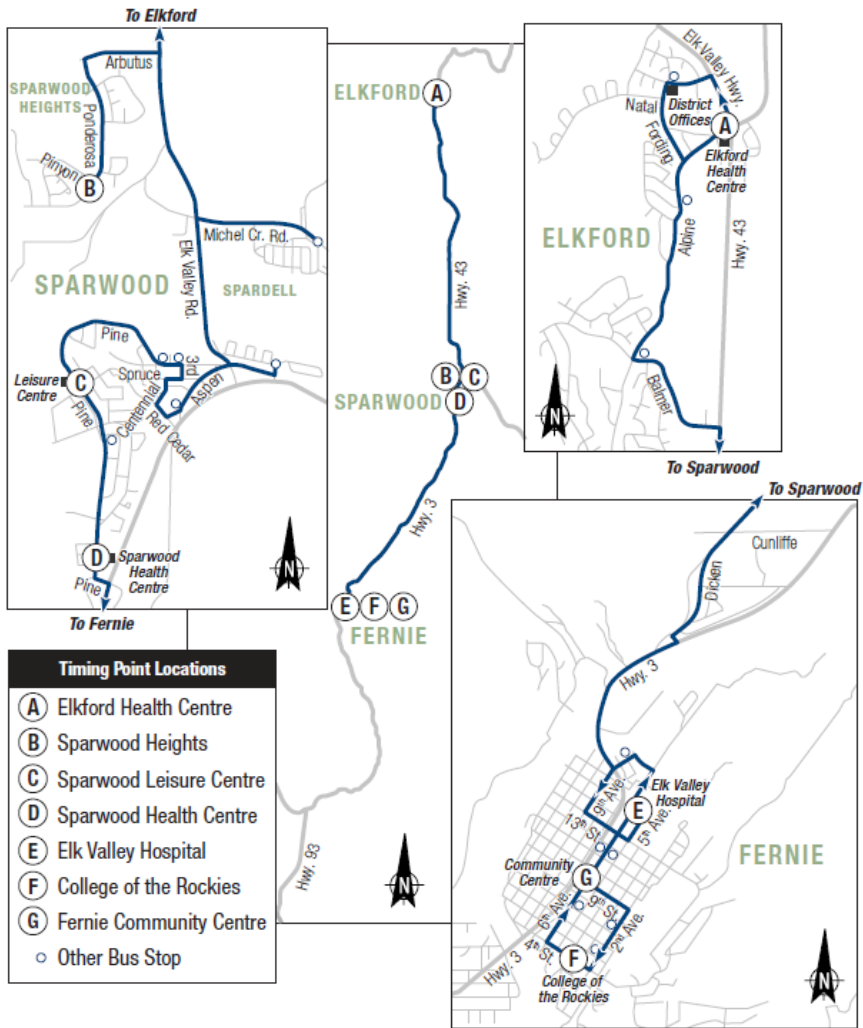 To Elkford
Arbutus
SPARWOOD
HEIGHTS
Ponderosa
Pinyon
B
Michel Cr. Rd.
Elk Valley Rd.
SPARWOOD
SPARDELL
Pine
3rd
Spruce
Aspen
Leisure
Centre
C
Pine
Centennial
Red Cedar
D
Sparwood
Health
Centre
Pine
N
To Fernie
ELKFORD
A
Hwy. 43
B
C
SPARWOOD
D
Hwy. 3
E
F
G
FERNIE
Hwy. 93
N
Elk Valley Hwy.
Natal
District
Offices
A
Fording
Elkford
Health
Centre
ELKFORD
Alpine
Hwy. 43
Balmer
N
To Sparwood
To Sparwood
Cunliffe
Dicken
Hwy. 3
9th Ave.
Elk Valley
Hospital
E
13th St.
5th Ave.
FERNIE
Community
Centre
G
9th St.
6th Ave.
2nd Ave.
4th St.
F
Hwy. 3
College of
the Rockies
N
Timing Point Locations
A Elkford Health Centre
B Sparwood Heights
C Sparwood Leisure Centre
D Sparwood Health Centre
E Elk Valley Hospital
F College of the Rockies
G Fernie Community Centre
Other Bus Stop